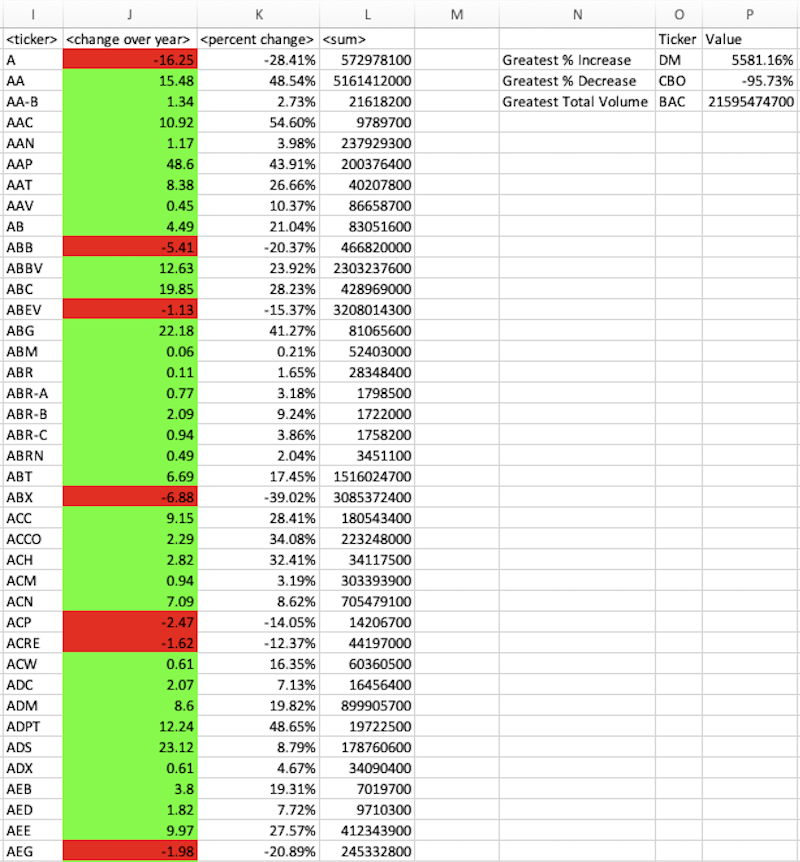 I J K L M N O P
<ticker> <change over year> <percent change> <sum> Ticker Value
A -16.25 -28.41% 572978100 Greatest % Increase DM 5581.16%
AA 15.48 48.54% 5161412000 Greatest % Decrease CBO -95.73%
AA-B 1.34 2.73% 21618200 Greatest Total Volume BAC 21595474700
AAC 10.92 54.60% 9789700
AAN 1.17 3.98% 237929300
AAP 48.6 43.91% 200376400
AAT 8.38 26.66% 40207800
AAV 0.45 10.37% 86658700
AB 4.49 21.04% 83051600
ABB -5.41 -20.37% 466820000
ABBV 12.63 23.92% 2303237600
ABC 19.85 28.23% 428969000
ABEV -1.13 -15.37% 3208014300
ABG 22.18 41.27% 81065600
ABM 0.06 0.21% 52403000
ABR 0.11 1.65% 28348400
ABR-A 0.77 3.18% 1798500
ABR-B 2.09 9.24% 1722000
ABR-C 0.94 3.86% 1758200
ABRN 0.49 2.04% 3451100
ABT 6.69 17.45% 1516024700
ABX -6.88 -39.02% 3085372400
ACC 9.15 28.41% 180543400
ACCO 2.29 34.08% 223248000
ACH 2.82 32.41% 34117500
ACM 0.94 3.19% 303393900
ACN 7.09 8.62% 705479100
ACP -2.47 -14.05% 14206700
ACRE -1.62 -12.37% 44197000
ACW 0.61 16.35% 60360500
ADC 2.07 7.13% 16456400
ADM 8.6 19.82% 899905700
ADPT 12.24 48.65% 19722500
ADS 23.12 8.79% 178760600
ADX 0.61 4.67% 34090400
AEB 3.8 19.31% 7019700
AED 1.82 7.72% 9710300
AEE 9.97 27.57% 412343900
AEG -1.98 -20.89% 245332800